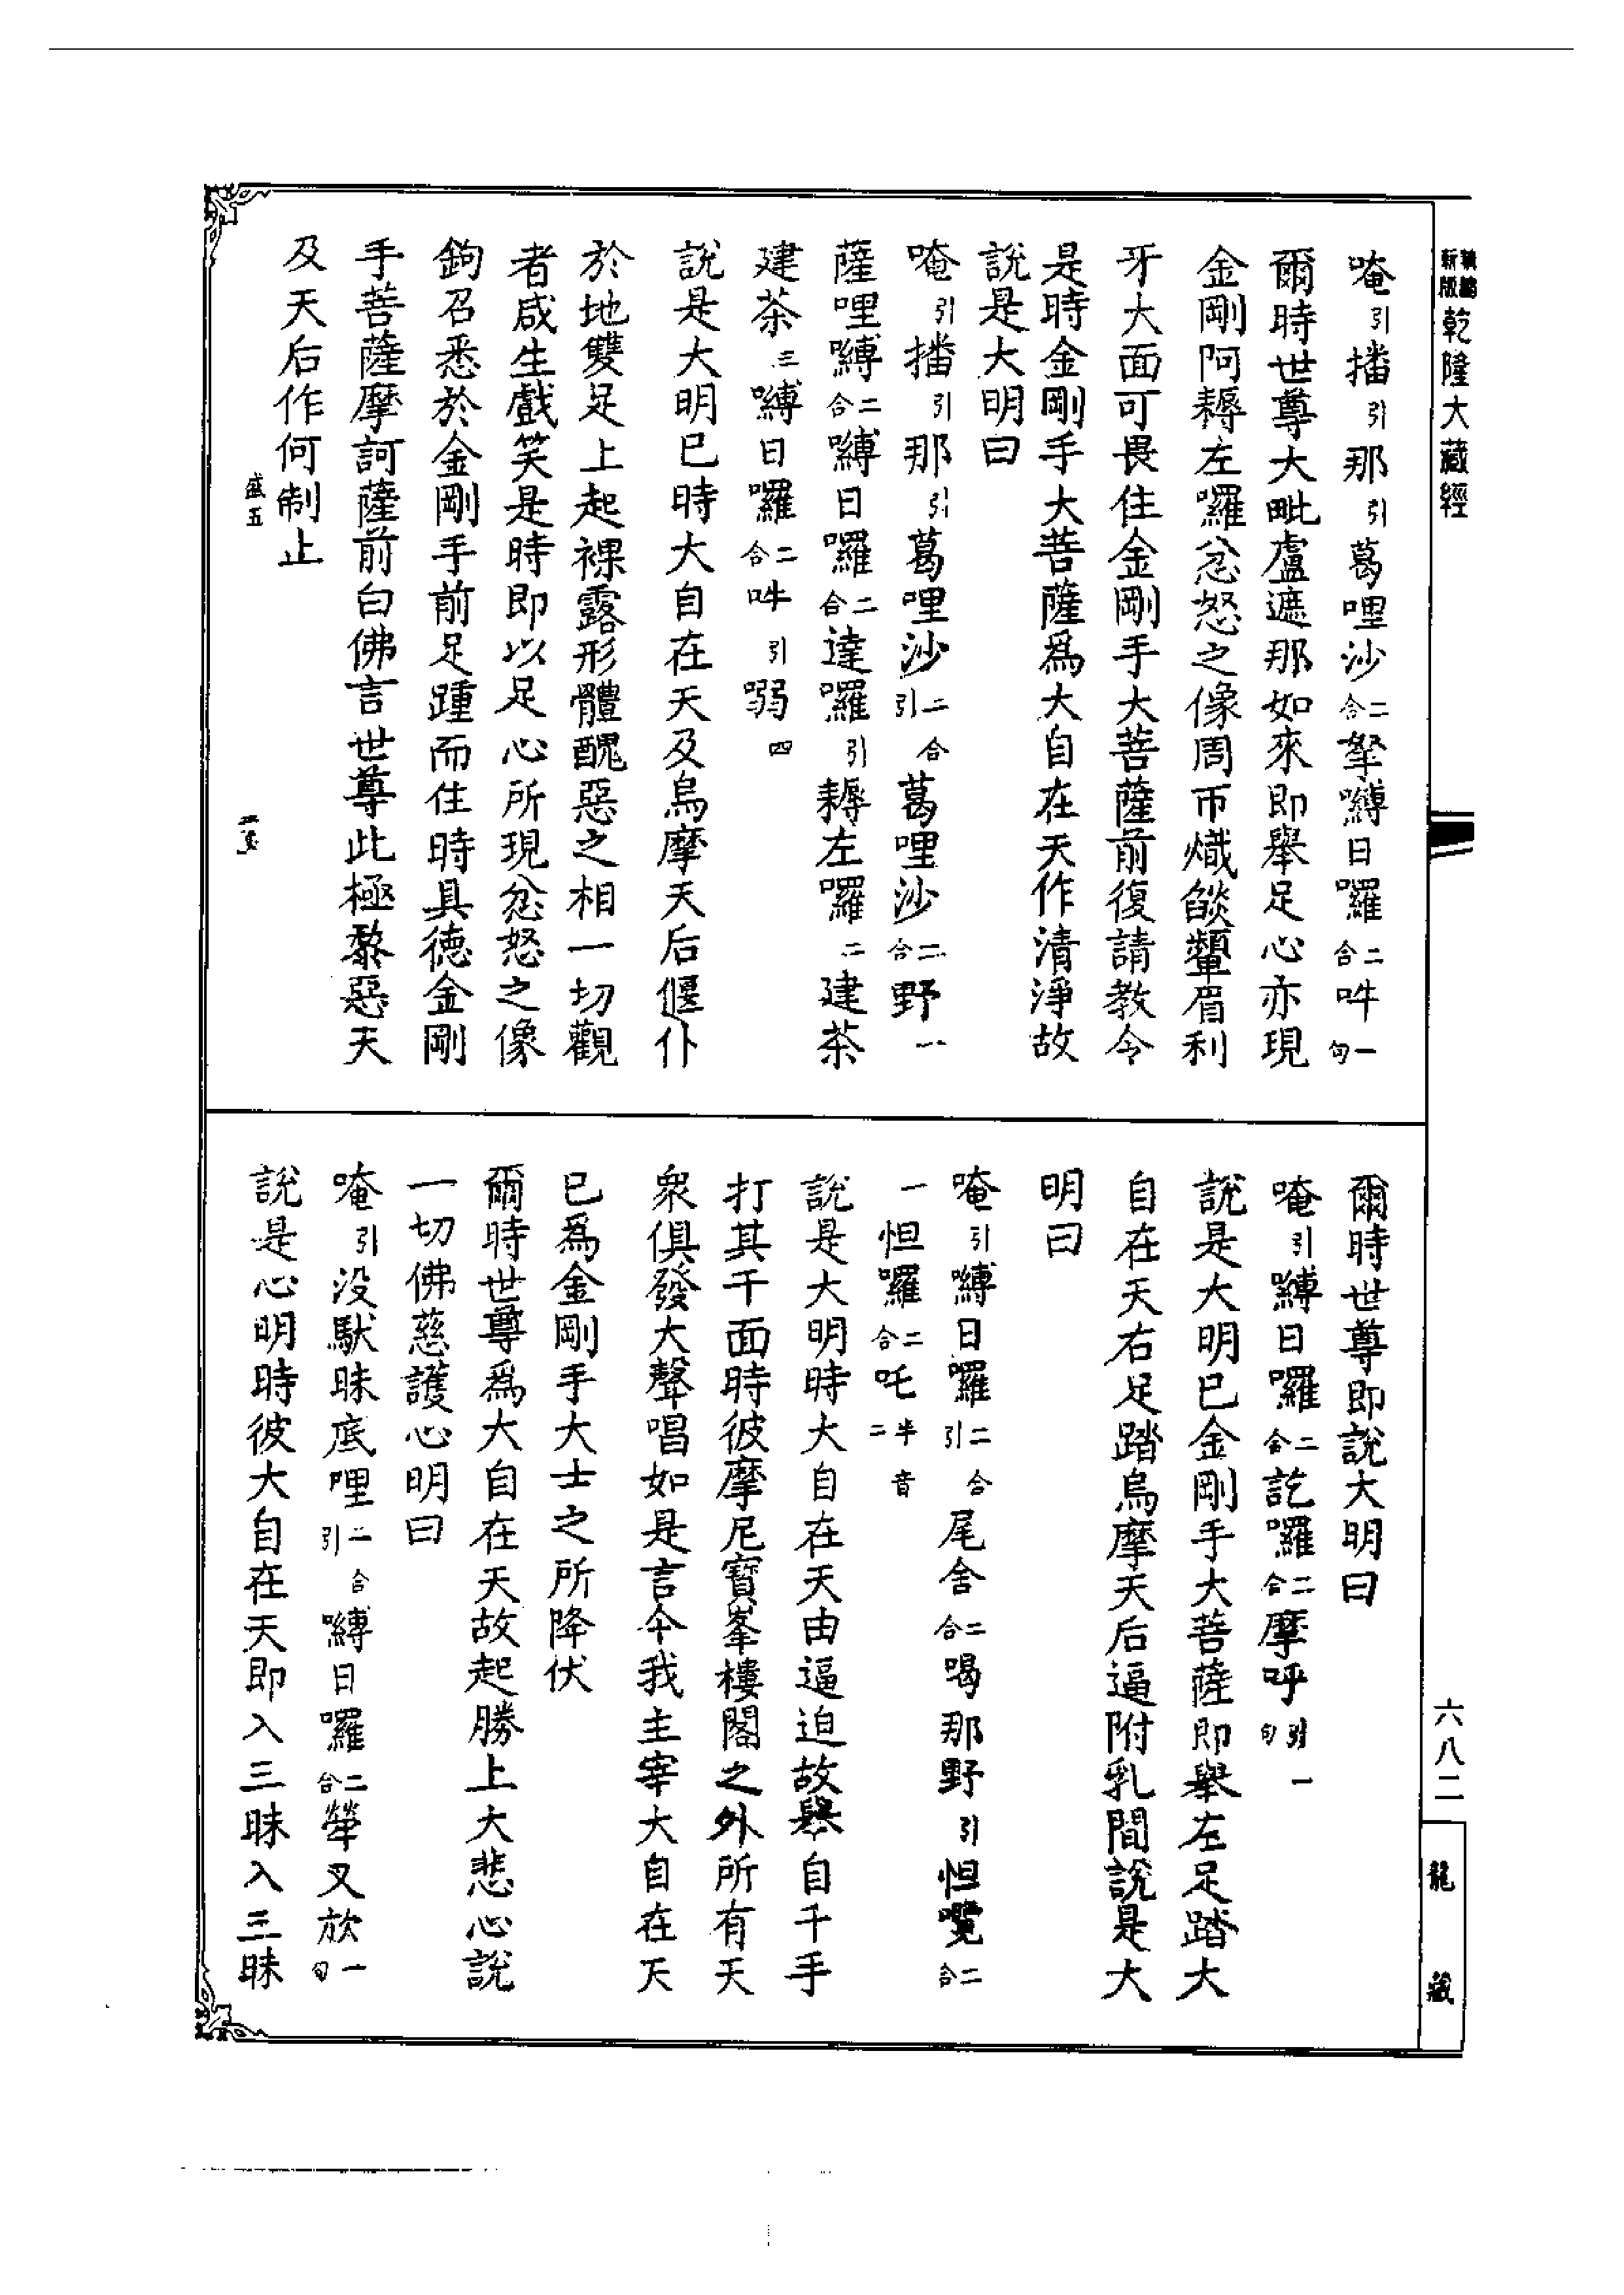 新版
乾隆大藏經
唵引播引那引葛哩沙二合拏嚩日囉二合吽一句
爾時世尊大毗盧遮那如來即舉足心亦現
金剛阿耨左囉忿怒之像周帀熾燄顰眉利
牙大面可畏住金剛手大菩薩前復請教令
是時金剛手大菩薩爲大自在天作清淨故
說是大明曰
唵引播引那引葛哩沙二合引葛哩沙二合野一
薩哩嚩二合嚩日囉二合達囉引耨左囉二建茶
建茶三嚩日囉二合吽引嗍四
說是大明已時大自在天及烏摩天后偃仆
於地雙足上起裸露形體醜惡之相一切觀
者咸生戲笑是時即以足心所現忿怒之像
鉤召悉於金剛手前足踵而住時具德金剛
手菩薩摩訶薩前白佛言世尊此極黎惡天
及天后作何制止
盛五
爾時世尊即說大明曰
唵引嚩日囉二合訖囉二合摩呼引一句
說是大明已金剛手大菩薩即舉左足踏大
自在天右足踏烏摩天后逼附乳間說是大
明曰
唵引嚩日囉二合引尾舍二合喝那野引怛囕二合
一怛囉二合吒半音二
說是大明時大自在天由逼迫故舉自千手
打其千面時彼摩尼寶峯樓閣之外所有天
衆俱發大聲唱如是言今我主宰大自在天
已爲金剛手大士之所降伏
爾時世尊爲大自在天故起勝上大悲心說
一切佛慈護心明曰
唵引没馱昧底哩二合引嚩日囉二合叉㰠一句
說是心明時彼大自在天即入三昧入三昧
六八二
龍藏